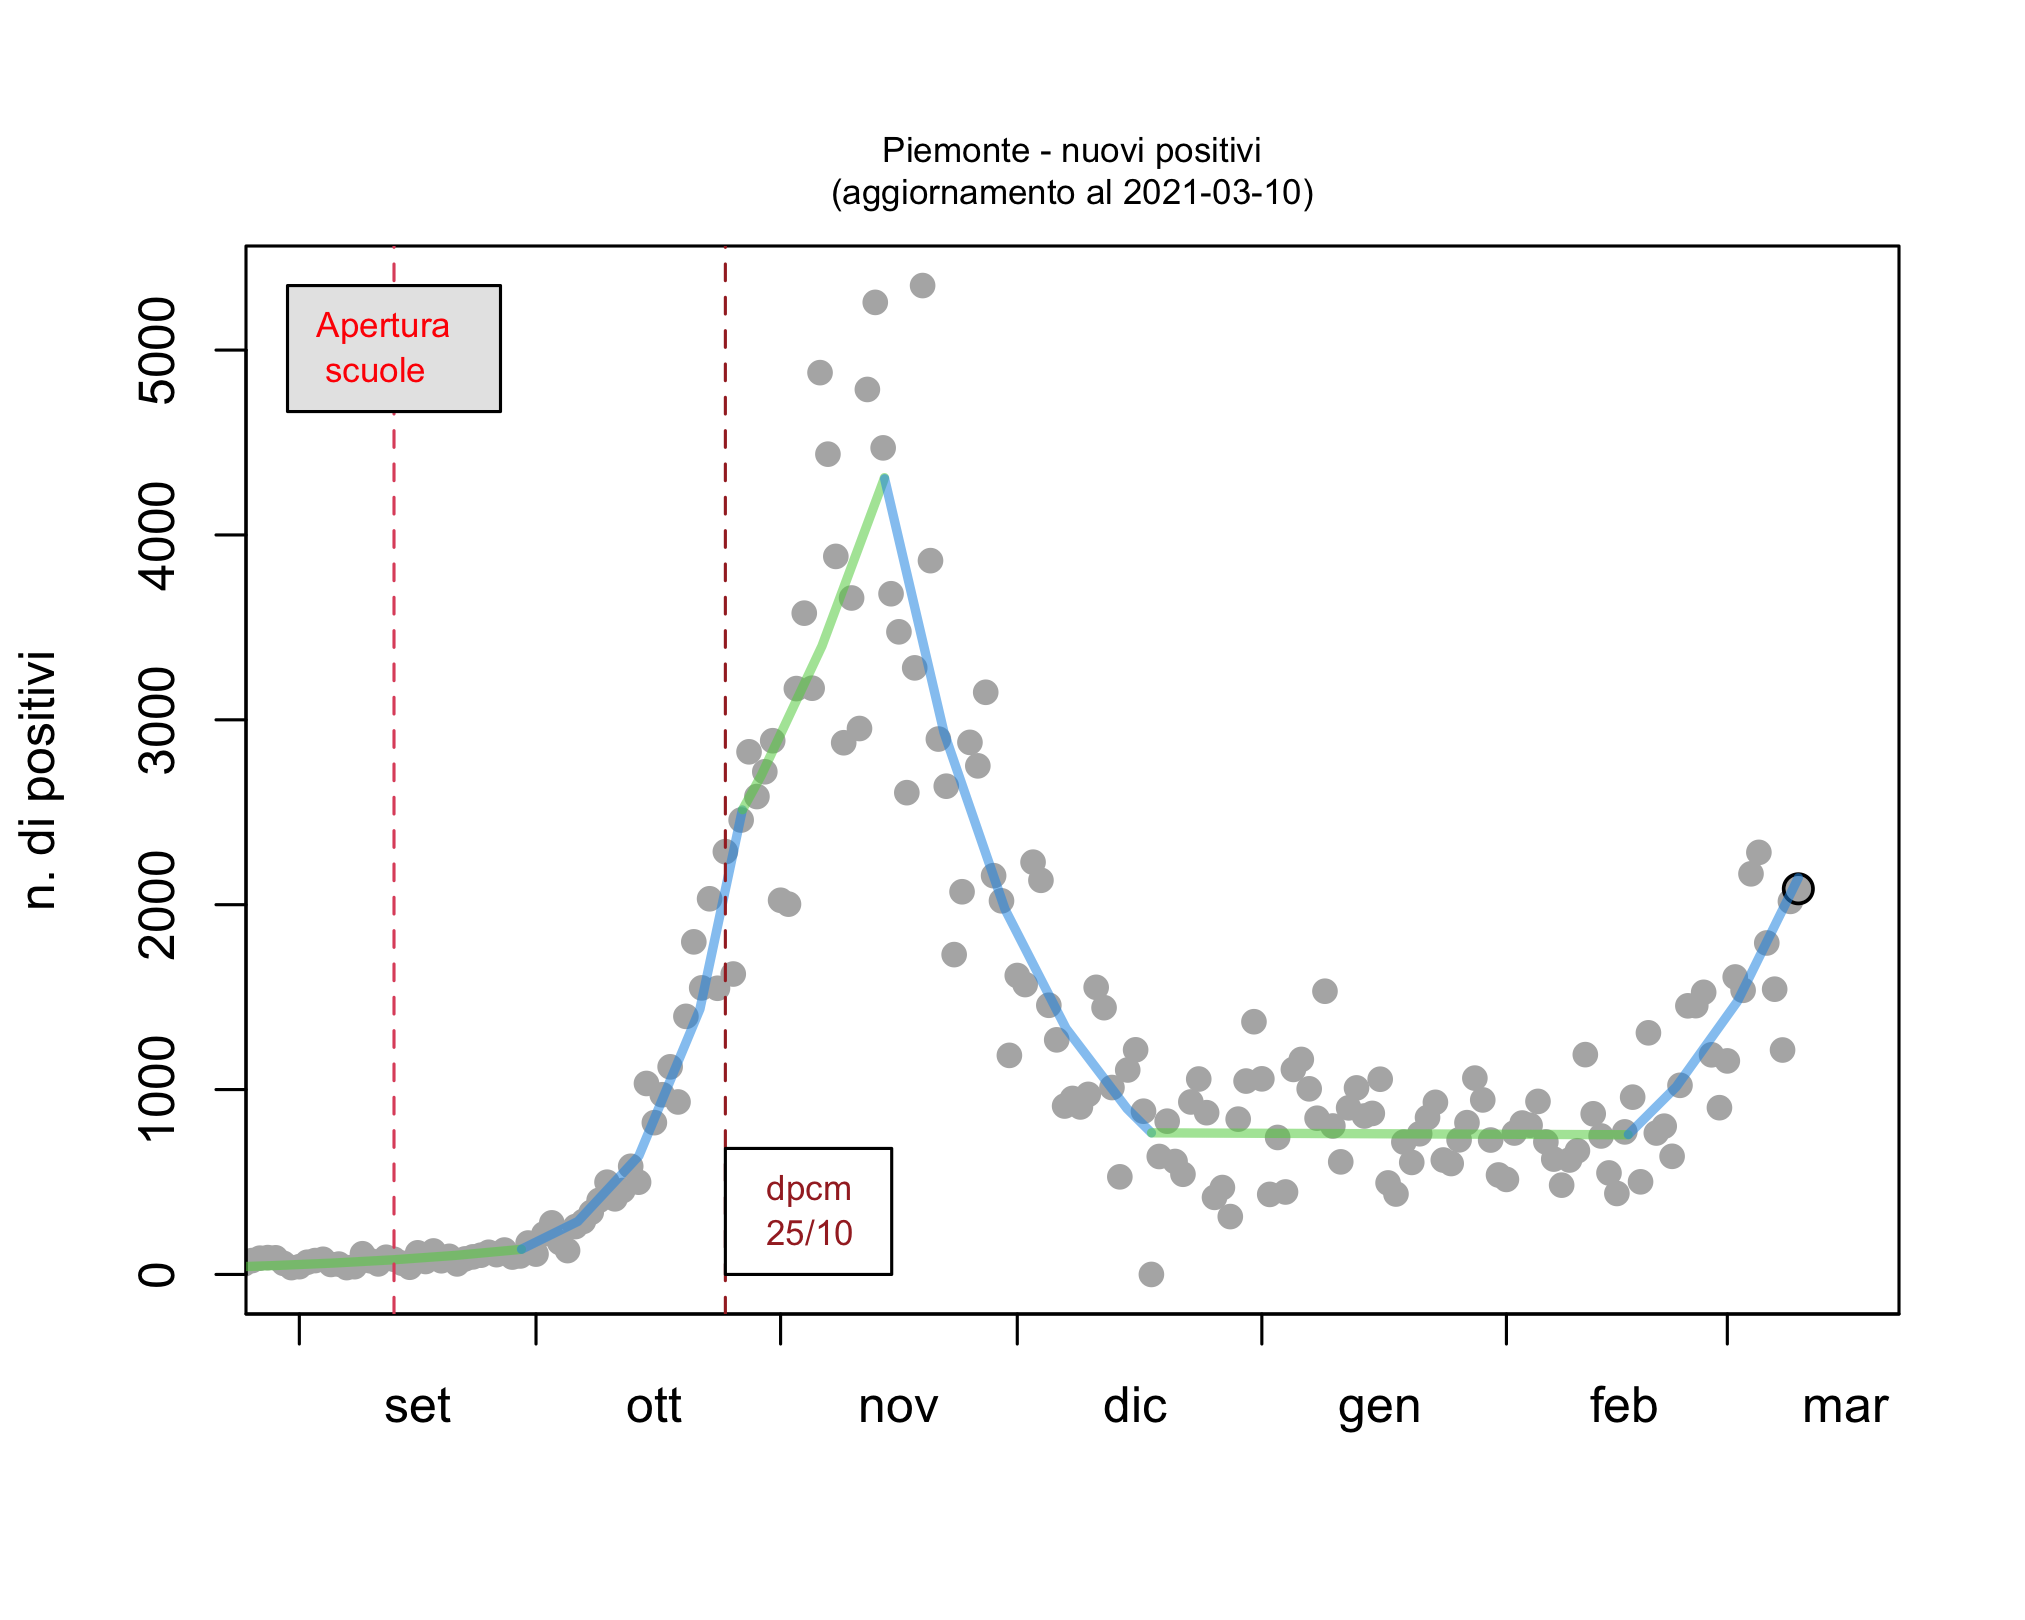 Piemonte - nuovi positivi
(aggiornamento al 2021-03-10)
Apertura
scuole
n. di positivi
5000
4000
3000
2000
1000
0
dpcm
25/10
set ott nov dic gen feb mar